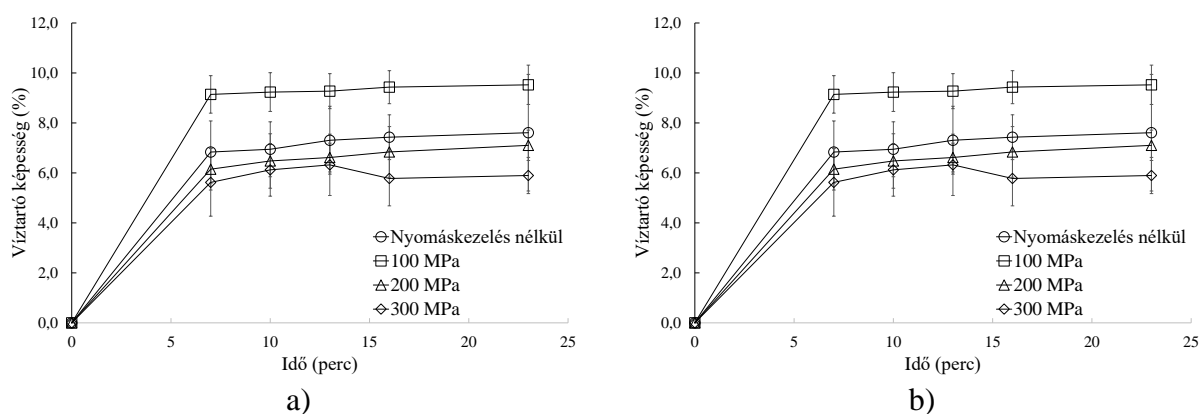 12,0
10,0
8,0
6,0
4,0
2,0
0,0
Víztartó képesség (%)
Nyomáskezelés nélkül
100 MPa
200 MPa
300 MPa
0 5 10 15 20 25
Idő (perc)
a)
12,0
10,0
8,0
6,0
4,0
2,0
0,0
Víztartó képesség (%)
Nyomáskezelés nélkül
100 MPa
200 MPa
300 MPa
0 5 10 15 20 25
Idő (perc)
b)